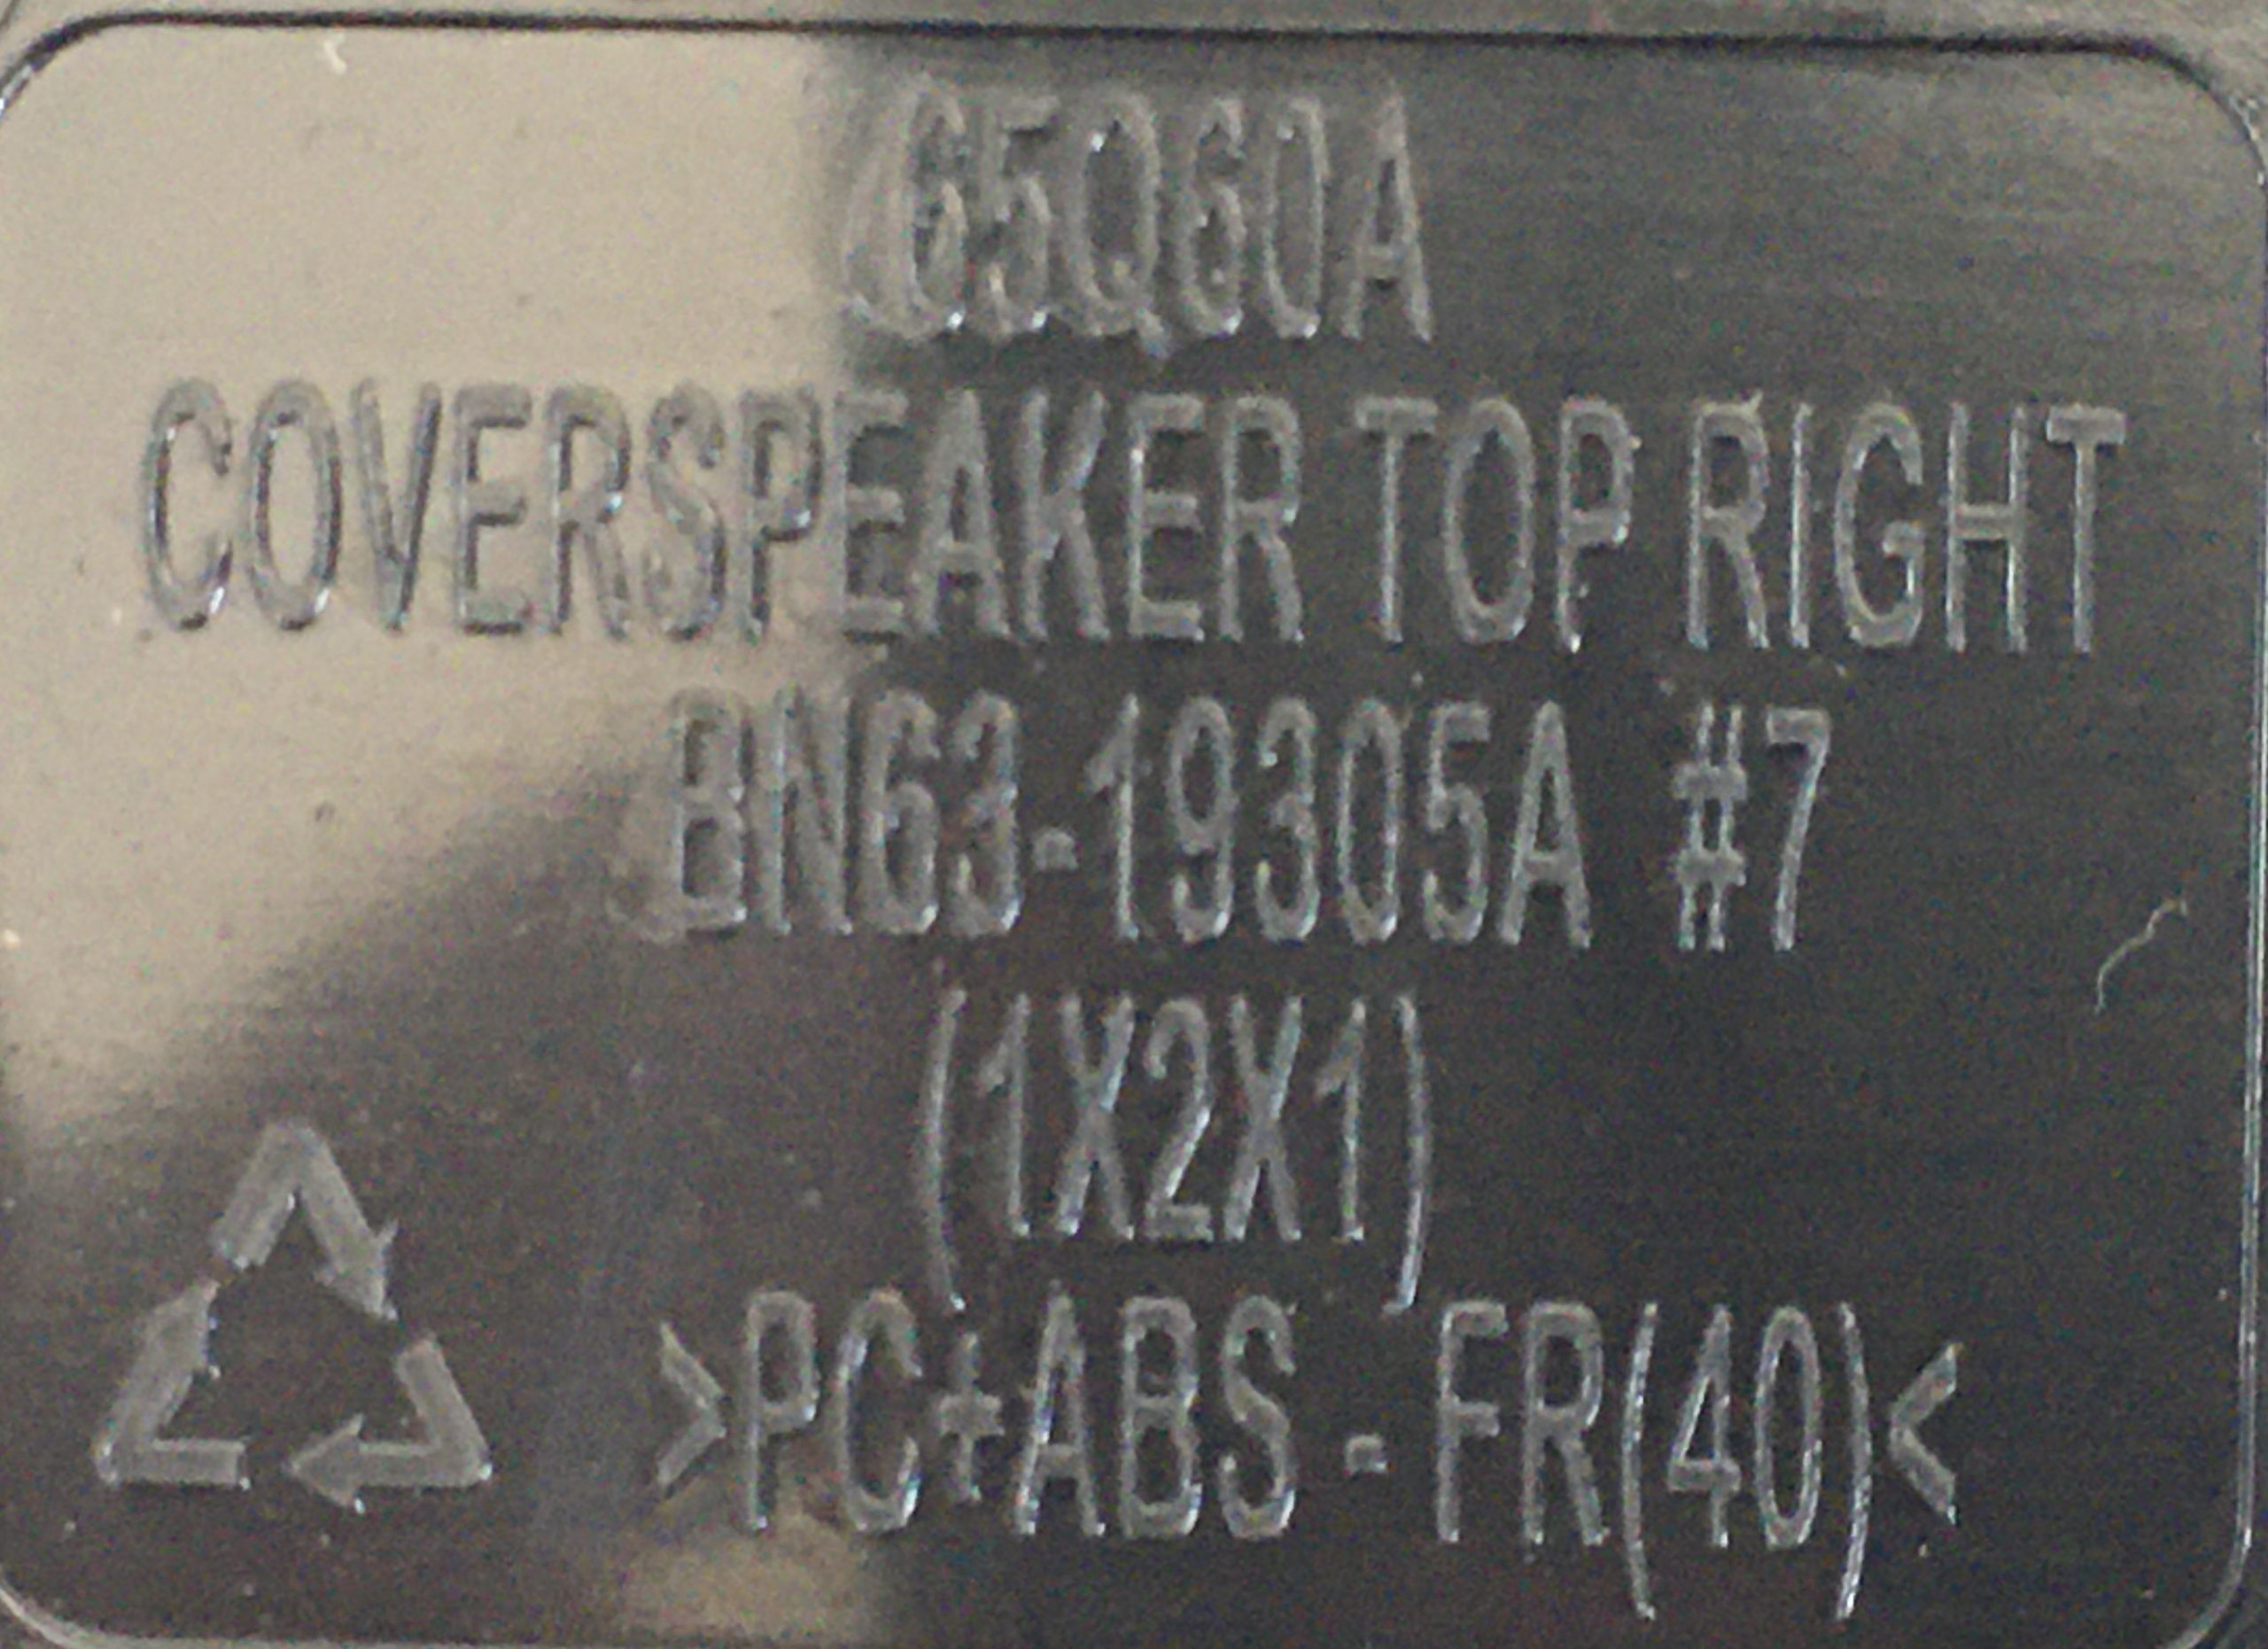 65Q60A
COVERSPEAKER TOP RIGHT
BN63-19305A #7
(1X2X1)
>PC+ABS-FR(40)<